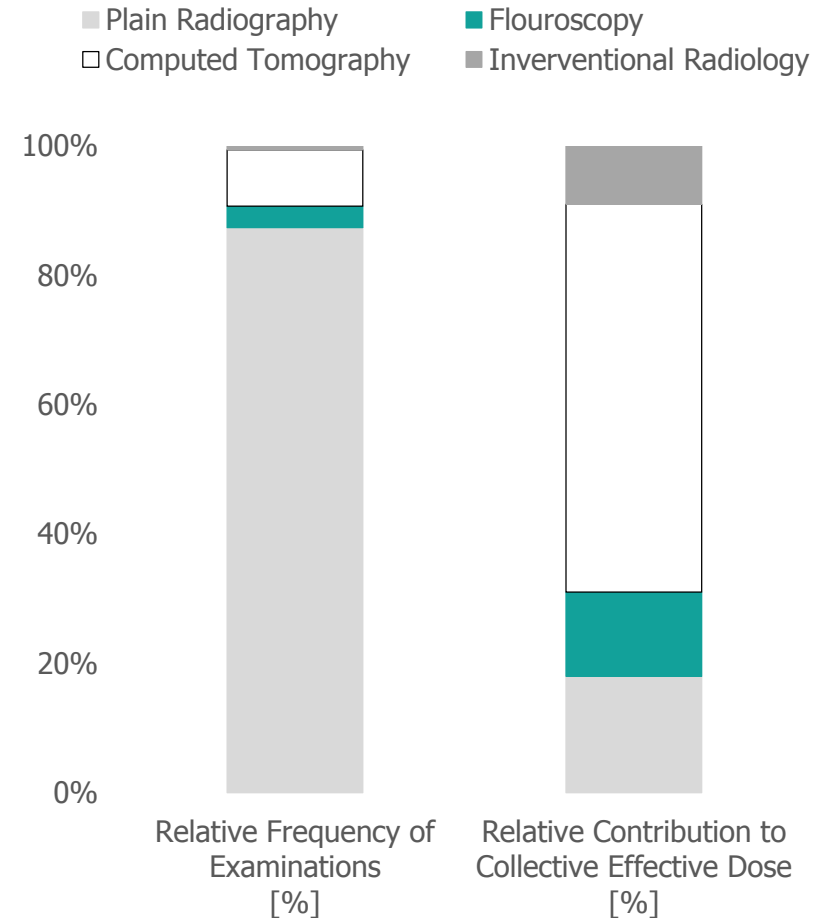 Plain Radiography
Flouroscopy
Computed Tomography
Inverventional Radiology
100%
80%
60%
40%
20%
0%
Relative Frequency of
Examinations
[%]
Relative Contribution to
Collective Effective Dose
[%]